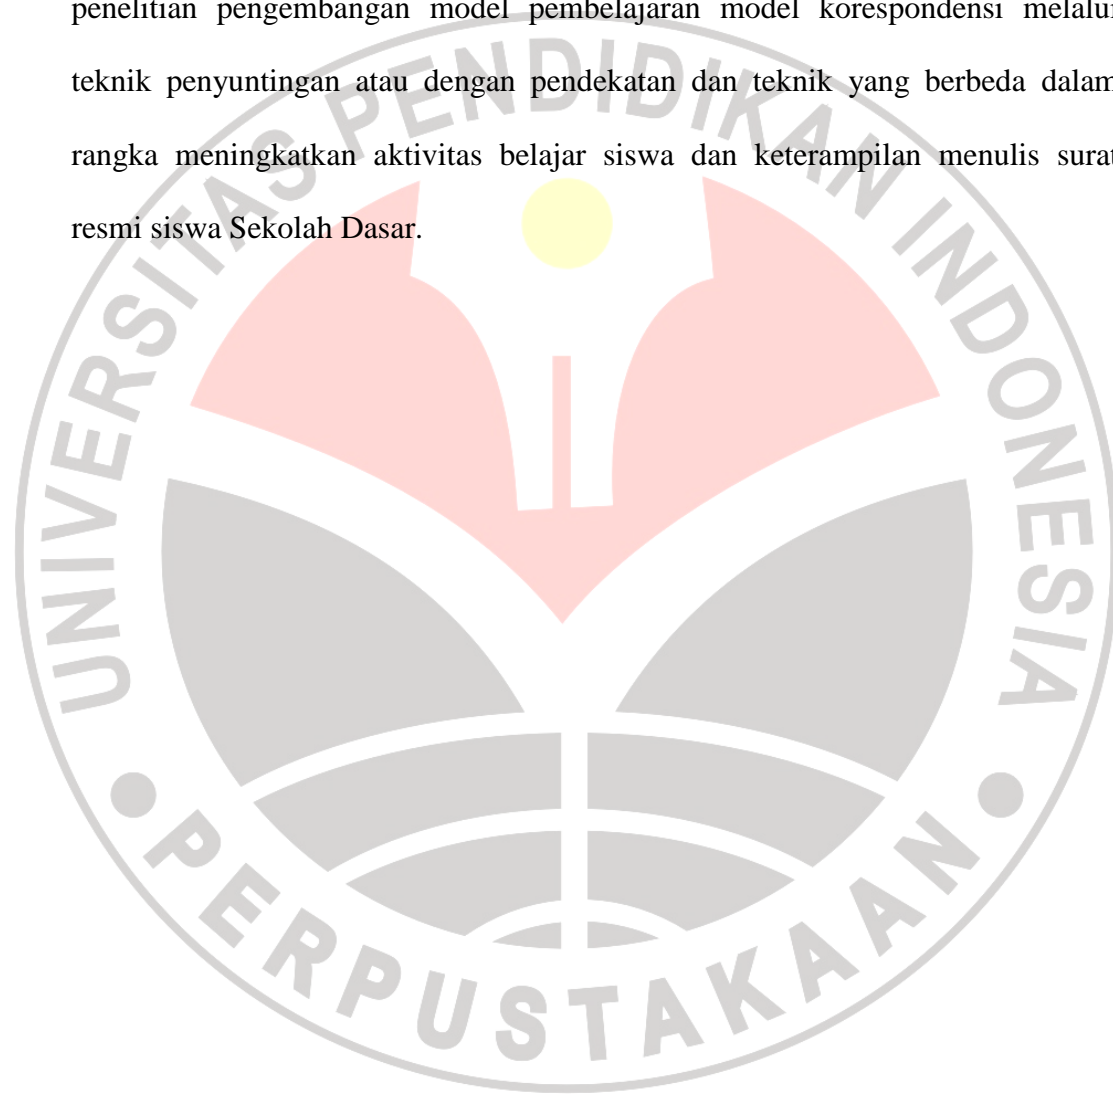 penelitian pengembangan model pembelajaran model korespondensi melalui
teknik penyuntingan atau dengan pendekatan dan teknik yang berbeda dalam
rangka meningkatkan aktivitas belajar siswa dan keterampilan menulis surat
resmi siswa Sekolah Dasar.
UNIVERSITAS PENDIDIKAN INDONESIA
PERPUSTAKAAN